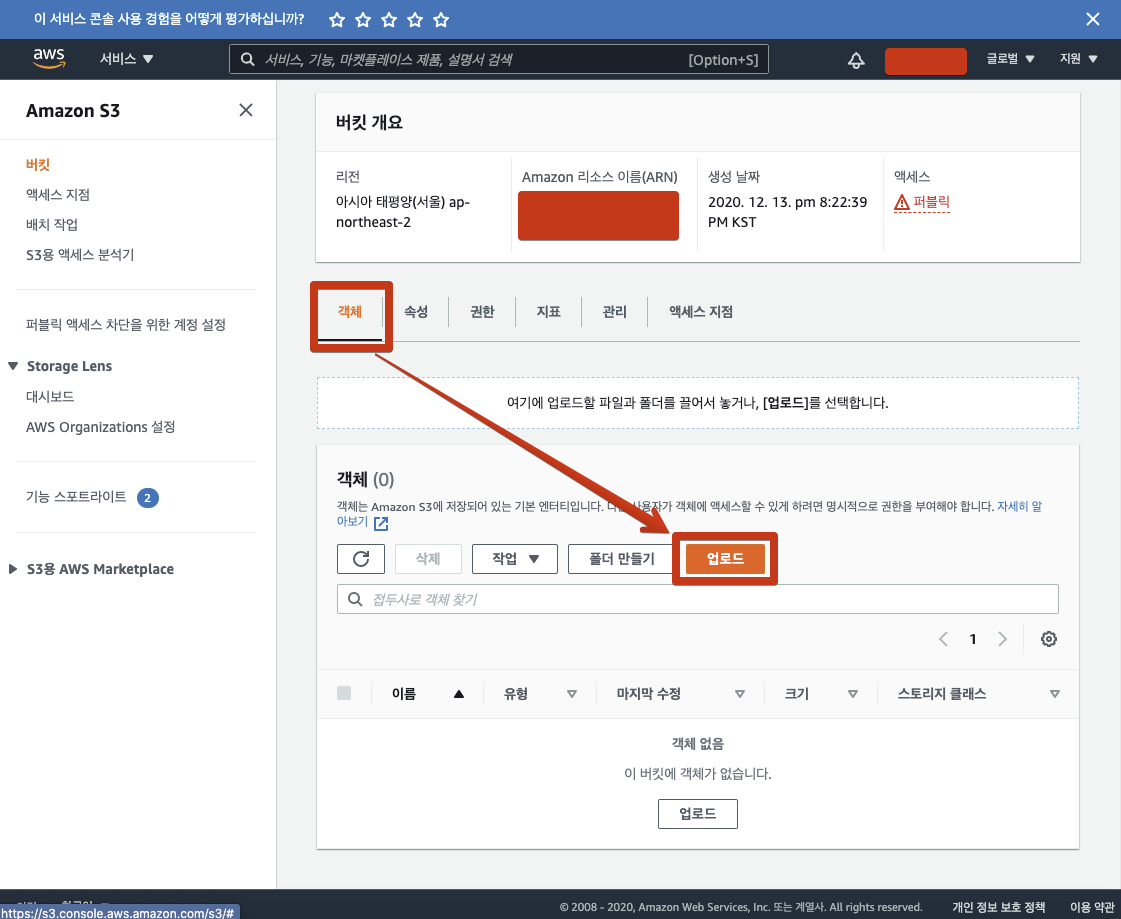 이 서비스 콘솔 사용 경험을 어떻게 평가하십니까?
aws
서비스
서비스, 기능, 마켓플레이스 제품, 설명서 검색
[Option+S]
글로벌
지원
Amazon S3
버킷
액세스 지점
배치 작업
S3용 액세스 분석기
퍼블릭 액세스 차단을 위한 계정 설정
Storage Lens
대시보드
AWS Organizations 설정
기능 스포트라이트 2
S3용 AWS Marketplace
버킷 개요
리전
아시아 태평양(서울) ap-
northeast-2
Amazon 리소스 이름(ARN)
생성 날짜
2020. 12. 13. pm 8:22:39
PM KST
액세스
퍼블릭
객체
속성
권한
지표
관리
액세스 지점
여기에 업로드할 파일과 폴더를 끌어서 놓거나, [업로드]를 선택합니다.
객체 (0)
객체는 Amazon S3에 저장되어 있는 기본 엔터티입니다. 사용자가 객체에 액세스할 수 있게 하려면 명시적으로 권한을 부여해야 합니다. 자세히 알
아보기
삭제
작업
폴더 만들기
업로드
접두사로 객체 찾기
1
이름
유형
마지막 수정
크기
스토리지 클래스
객체 없음
이 버킷에 객체가 없습니다.
업로드
https://s3.console.aws.amazon.com/s3/#
© 2008 - 2020, Amazon Web Services, Inc. 또는 계열사. All rights reserved.
개인 정보 보호 정책
이용 약관